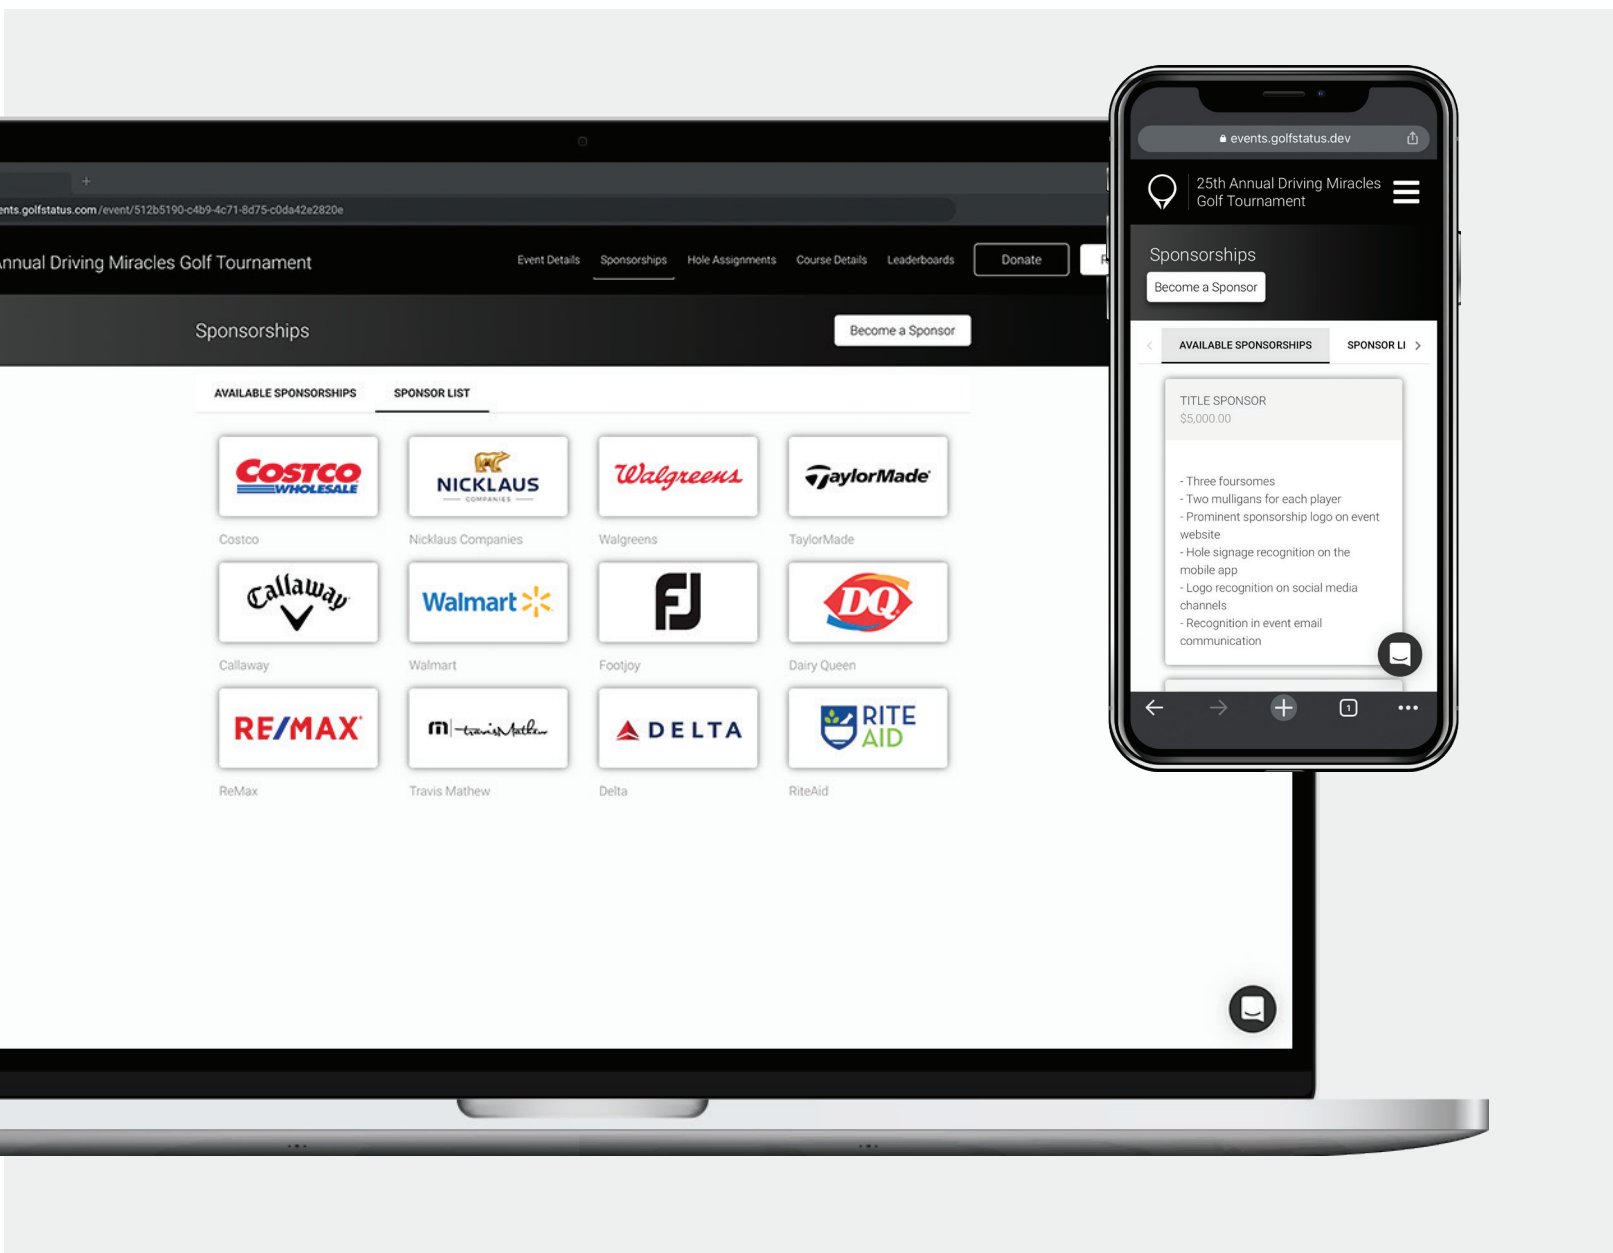 +
ents.golfstatus.com/event/512b5190-c4b9-4c71-8d75-c0da42e2820e
Annual Driving Miracles Golf Tournament
Event Details Sponsorships Hole Assignments Course Details Leaderboards Donate
Sponsorships Become a Sponsor
AVAILABLE SPONSORSHIPS SPONSOR LIST
COSTCO
WHOLESALE
NICKLAUS
COMPANIES
Walgreens
TaylorMade
Costco Nicklaus Companies Walgreens TaylorMade
Callaway
Walmart
FJ
DQ
Callaway Walmart Footjoy Dairy Queen
RE/MAX
travisMathew
DELTA
RITE
AID
ReMax Travis Mathew Delta RiteAid
events.golfstatus.dev
25th Annual Driving Miracles
Golf Tournament
Sponsorships
Become a Sponsor
AVAILABLE SPONSORSHIPS SPONSOR LI
TITLE SPONSOR
$5,000.00
- Three foursomes
- Two mulligans for each player
- Prominent sponsorship logo on event
website
- Hole signage recognition on the
mobile app
- Logo recognition on social media
channels
- Recognition in event email
communication
1